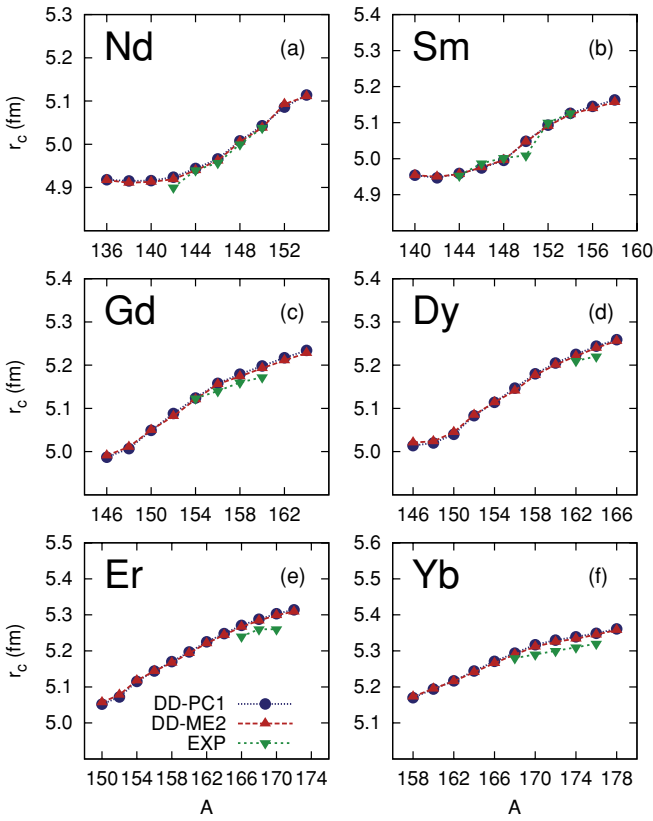 5.3 Nd (a)
5.2
5.1
5.0
4.9
r_c (fm)
136 140 144 148 152
5.3 Sm (b)
5.2
5.1
5.0
4.9
140 144 148 152 156 160
5.4 Gd (c)
5.3
5.2
5.1
5.0
r_c (fm)
146 150 154 158 162
5.4 Dy (d)
5.3
5.2
5.1
5.0
146 150 154 158 162 166
5.5 Er (e)
5.4
5.3
5.2
5.1
5.0
r_c (fm)
DD-PC1
DD-ME2
EXP
150 154 158 162 166 170 174
A
5.6 Yb (f)
5.5
5.4
5.3
5.2
5.1
158 162 166 170 174 178
A